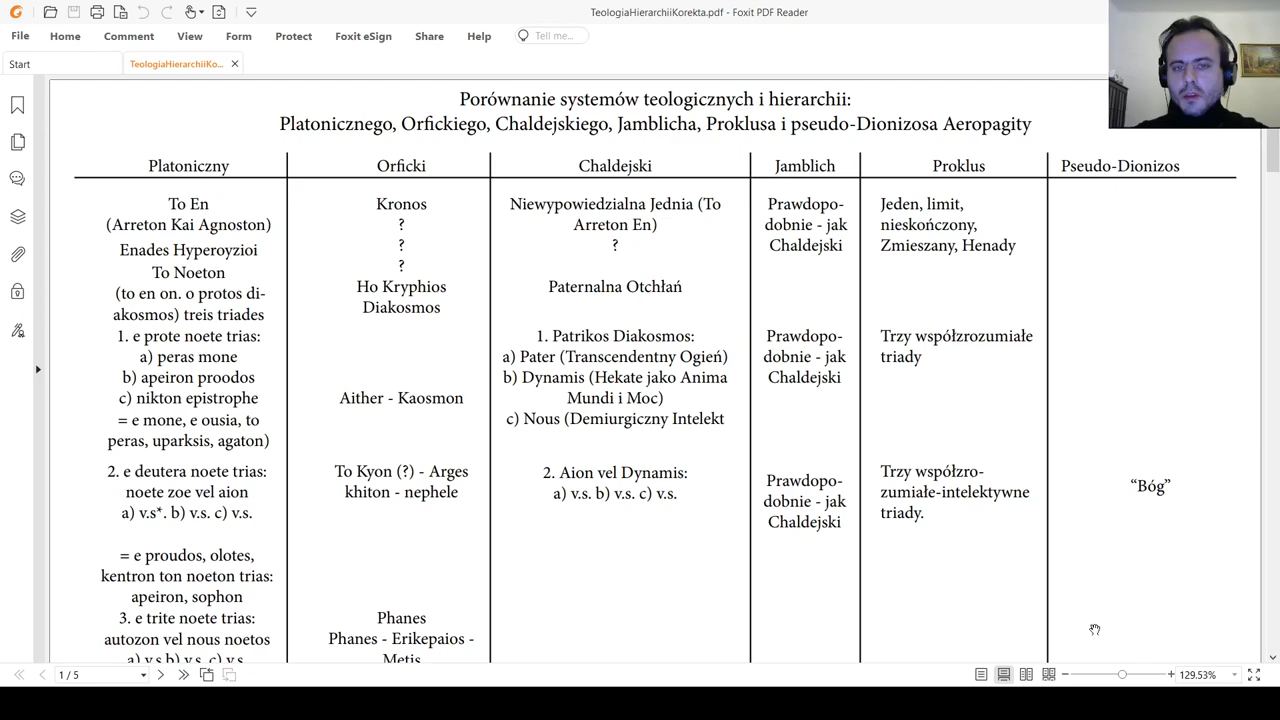 TeologiaHierarchiiKorekta.pdf - Foxit PDF Reader
File Home Comment View Form Protect Foxit eSign Share Help Tell me...
Start TeologiaHierarchiiKo...
Porównanie systemów teologicznych i hierarchii:
Platonicznego, Orfickiego, Chaldejskiego, Jamblicha, Proklusa i pseudo-Dionizosa Aeropagity
Platoniczny Orficki Chaldejski Jamblich Proklus Pseudo-Dionizos
To En
(Arreton Kai Agnoston)
Enades Hyperoyzioi
To Noeton
(to en on. o protos di-
akosmos) treis triades
1. e prote noete trias:
a) peras mone
b) apeiron proodos
c) nikton epistrophe
= e mone, e ousia, to
peras, uparksis, agaton)
2. e deutera noete trias:
noete zoe vel aion
a) v.s*. b) v.s. c) v.s.
= e proudos, olotes,
kentron ton noeton trias:
apeiron, sophon
3. e trite noete trias:
autozon vel nous noetos
a) v.s b) v.s. c) v.s.
Kronos
?
?
?
Ho Kryphios
Diakosmos
Aither - Kaosmon
To Kyon (?) - Arges
khiton - nephele
Phanes
Phanes - Erikepaios -
Metis
Niewypowiedzialna Jednia (To
Arreton En)
?
Paternalna Otchłań
1. Patrikos Diakosmos:
a) Pater (Transcendentny Ogień)
b) Dynamis (Hekate jako Anima
Mundi i Moc)
c) Nous (Demiurgiczny Intelekt
2. Aion vel Dynamis:
a) v.s. b) v.s. c) v.s.
Prawdopo-
dobnie - jak
Chaldejski
Prawdopo-
dobnie - jak
Chaldejski
Prawdopo-
dobnie - jak
Chaldejski
Jeden, limit,
nieskończony,
Zmieszany, Henady
Trzy współzrozumiałe
triady
Trzy współzro-
zumiałe-intelektywne
triady.
“Bóg”
1 / 5
129.53%